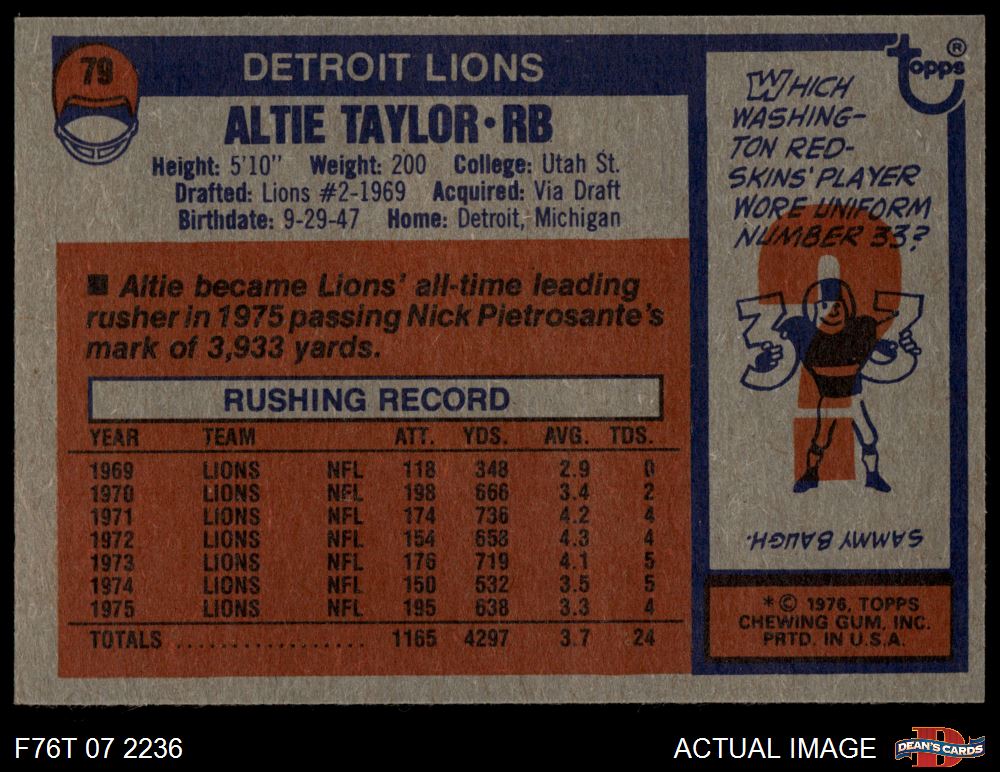 79
DETROIT LIONS
ALTIE TAYLOR • RB
Height: 5'10" Weight: 200 College: Utah St.
Drafted: Lions #2-1969 Acquired: Via Draft
Birthdate: 9-29-47 Home: Detroit, Michigan
■ Altie became Lions' all-time leading
rusher in 1975 passing Nick Pietrosante's
mark of 3,933 yards.
RUSHING RECORD
YEAR TEAM ATT. YDS. AVG. TDS.
1969 LIONS NFL 118 348 2.9 0
1970 LIONS NFL 198 666 3.4 2
1971 LIONS NFL 174 736 4.2 4
1972 LIONS NFL 154 658 4.3 4
1973 LIONS NFL 176 719 4.1 5
1974 LIONS NFL 150 532 3.5 5
1975 LIONS NFL 195 638 3.3 4
TOTALS .................. 1165 4297 3.7 24
topps ®
WHICH
WASHING-
TON RED-
SKINS' PLAYER
WORE UNIFORM
NUMBER 33?
?
3 3
SAMMY BAUGH.
* © 1976, TOPPS
CHEWING GUM, INC.
PRTD. IN U.S.A.
F76T 07 2236
ACTUAL IMAGE
D
DEAN'S CARDS